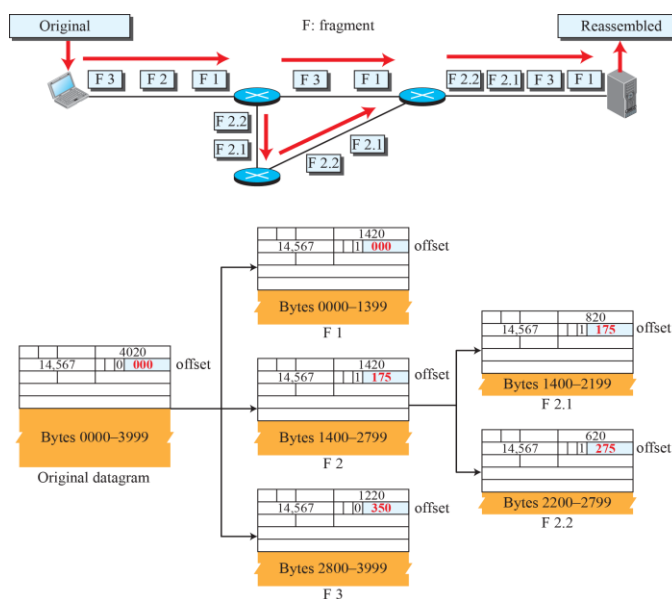 Original
F: fragment
Reassembled
F 3
F 2
F 1
F 3
F 1
F 2.2
F 2.1
F 3
F 1
F 2.2
F 2.1
F 2.2
F 2.1
1420
14,567 1 000 offset
Bytes 0000–1399
F 1
4020
14,567 0 000 offset
Bytes 0000–3999
Original datagram
1420
14,567 1 175 offset
Bytes 1400–2799
F 2
820
14,567 1 175 offset
Bytes 1400–2199
F 2.1
620
14,567 1 275 offset
Bytes 2200–2799
F 2.2
1220
14,567 0 350 offset
Bytes 2800–3999
F 3